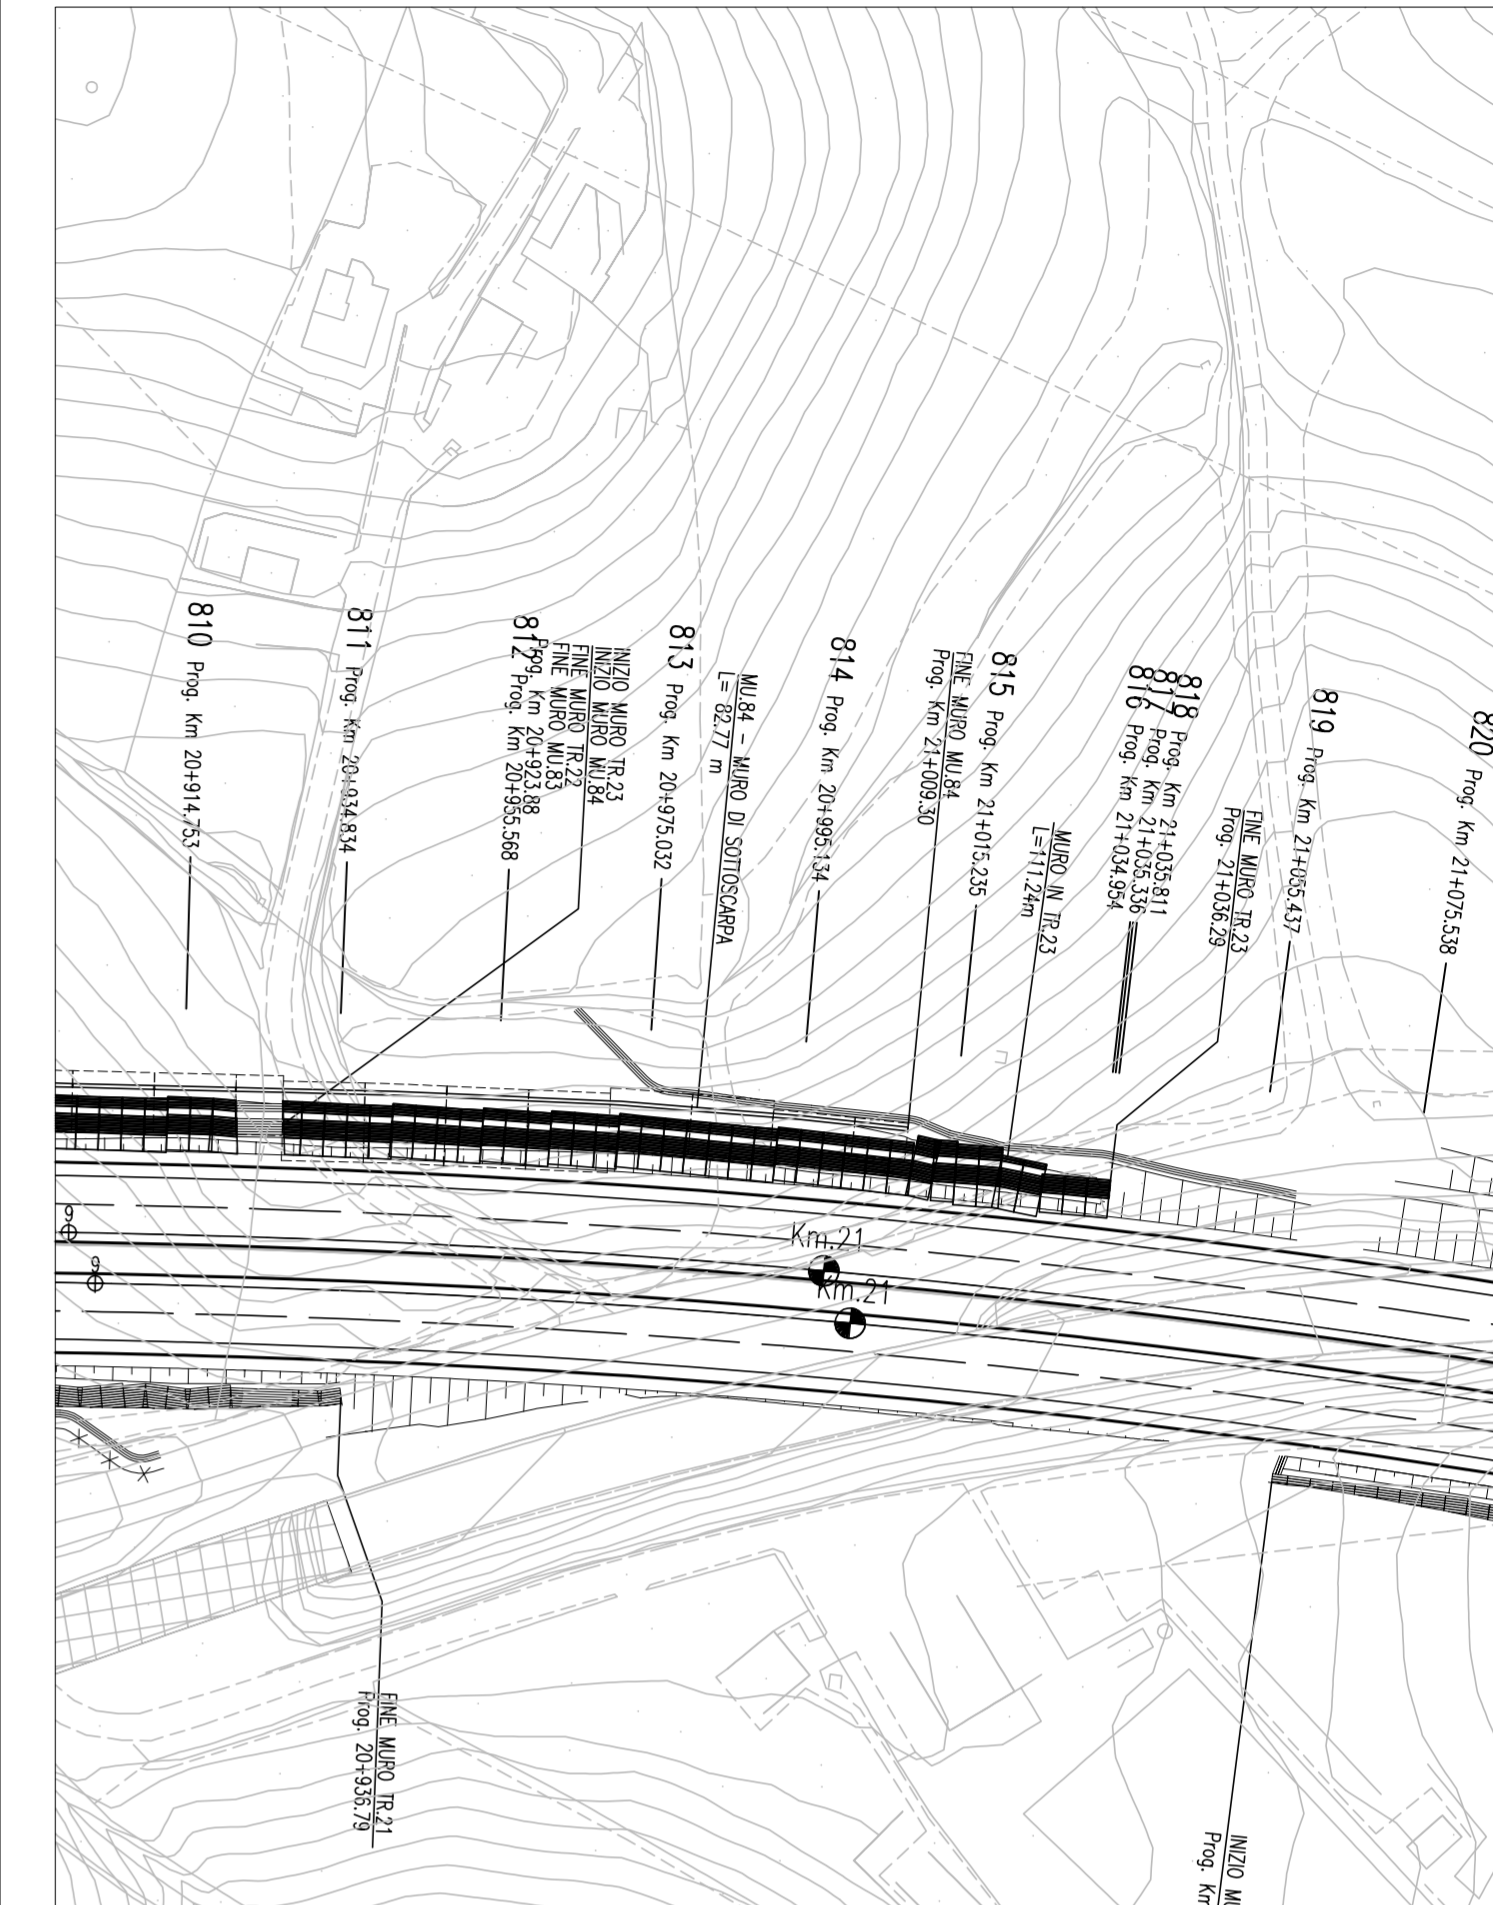 810 Prog. Km 20+914.753
811 Prog. Km 20+934.834
812 Prog. Km 20+955.568
INIZIO MURO TR.23
INIZIO MURO MU.84
FINE MURO TR.22
FINE MURO MU.83
Prog. Km 20+923.88
813 Prog. Km 20+975.032
MU.84 - MURO DI SOTTOSCARPA
L= 82.77 m
814 Prog. Km 20+995.134
FINE MURO MU.84
Prog. Km 21+009.30
815 Prog. Km 21+015.235
MURO IN TR.23
L=111.24m
818 Prog. Km 21+035.811
817 Prog. Km 21+035.336
816 Prog. Km 21+034.954
FINE MURO TR.23
Prog. 21+036.29
819 Prog. Km 21+055.437
820 Prog. Km 21+075.538
Km.21
Km.21
9
9
FINE MURO TR.21
Prog. 20+936.79
INIZIO
Prog. Km